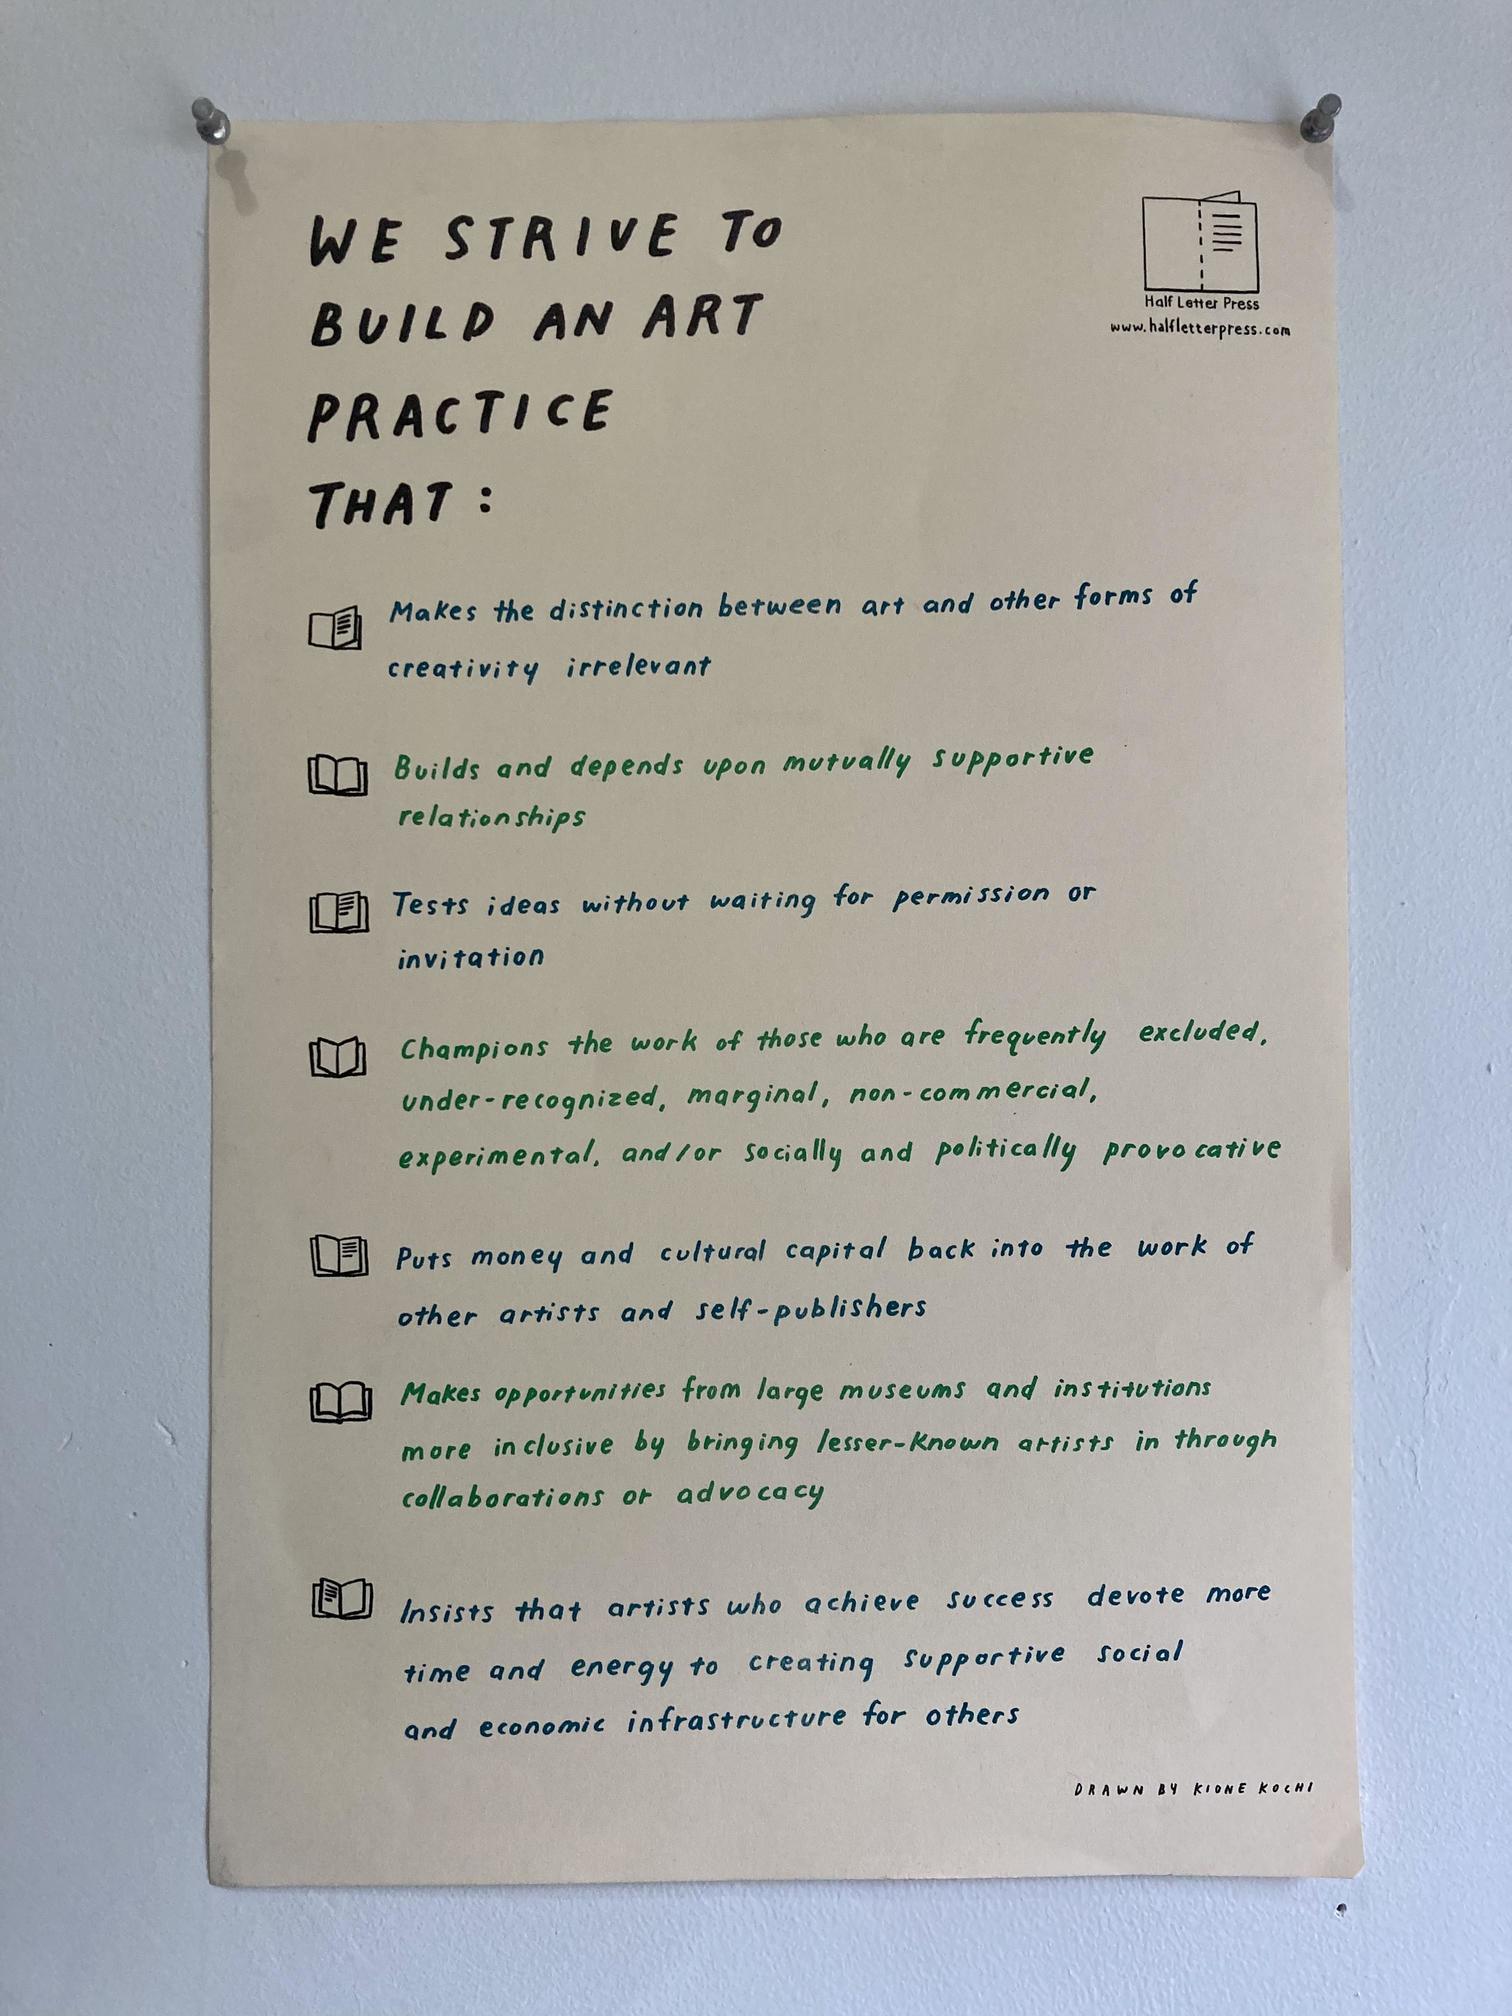 WE STRIVE TO
BUILD AN ART
PRACTICE
THAT:
Half Letter Press
www.halfletterpress.com
Makes the distinction between art and other forms of
creativity irrelevant
Builds and depends upon mutually supportive
relationships
Tests ideas without waiting for permission or
invitation
Champions the work of those who are frequently excluded,
under-recognized, marginal, non-commercial,
experimental, and/or socially and politically provocative
Puts money and cultural capital back into the work of
other artists and self-publishers
Makes opportunities from large museums and institutions
more inclusive by bringing lesser-known artists in through
collaborations or advocacy
Insists that artists who achieve success devote more
time and energy to creating supportive social
and economic infrastructure for others
DRAWN BY KIONE KOCHI